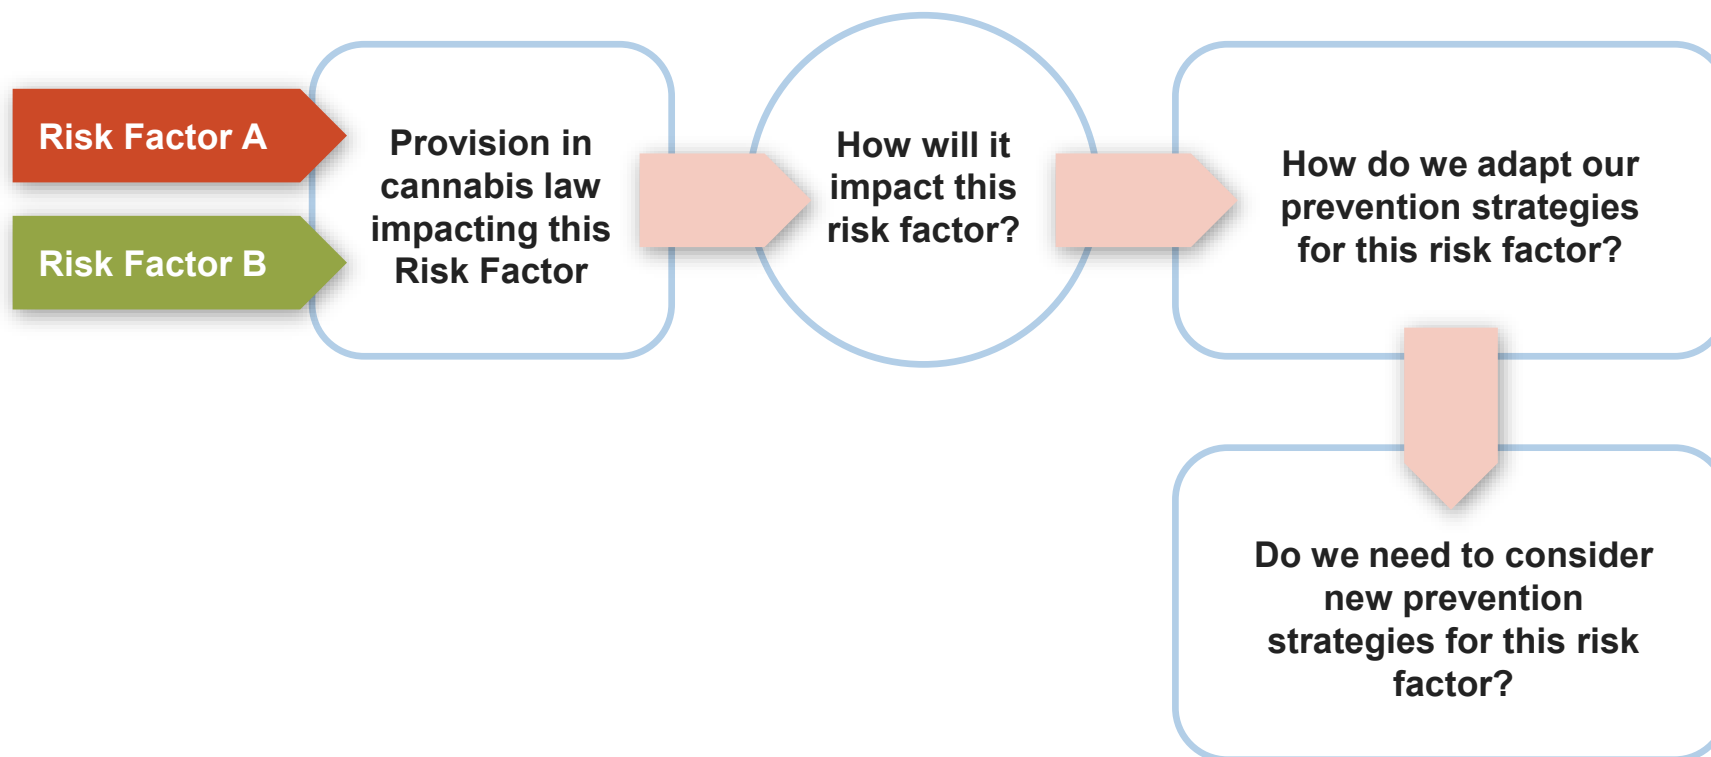 Risk Factor A
Risk Factor B
Provision in
cannabis law
impacting this
Risk Factor
How will it
impact this
risk factor?
How do we adapt our
prevention strategies
for this risk factor?
Do we need to consider
new prevention
strategies for this risk
factor?